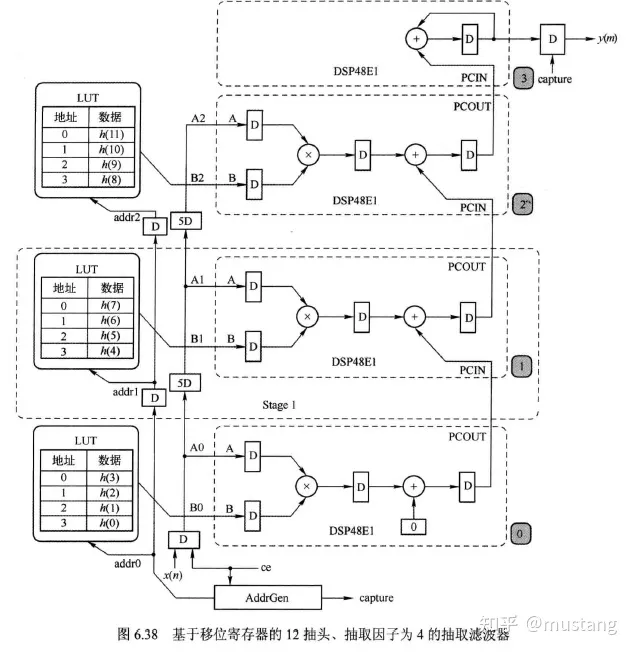 D
y(m)
DSP48E1
3
capture
PCIN
LUT
地址 数据
0 h(11)
1 h(10)
2 h(9)
3 h(8)
addr2
D
5D
A2 A D
B2 B D
×
D
+
D
PCOUT
DSP48E1
PCIN
2
LUT
地址 数据
0 h(7)
1 h(6)
2 h(5)
3 h(4)
addr1
D
5D
A1 A D
B1 B D
×
D
+
D
PCOUT
DSP48E1
PCIN
1
Stage 1
LUT
地址 数据
0 h(3)
1 h(2)
2 h(1)
3 h(0)
addr0
A0 A D
B0 B D
×
D
+
D
PCOUT
0
DSP48E1
0
D
x(n)
ce
AddrGen
capture
图 6.38 基于移位寄存器的 12 抽头、抽取因子为 4 的抽取滤波器
知乎 @mustang